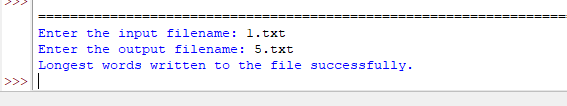 >>>
================================================================
Enter the input filename: 1.txt
Enter the output filename: 5.txt
Longest words written to the file successfully.
>>>